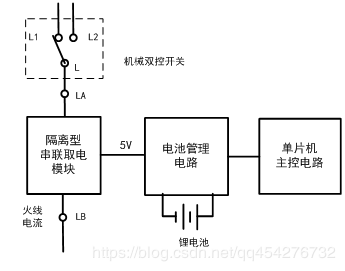 L1
L2
机械双控开关
L
LA
隔离型
串联取电
模块
5V
电池管理
电路
单片机
主控电路
火线
电流
LB
锂电池
https://blog.csdn.net/qq454276732